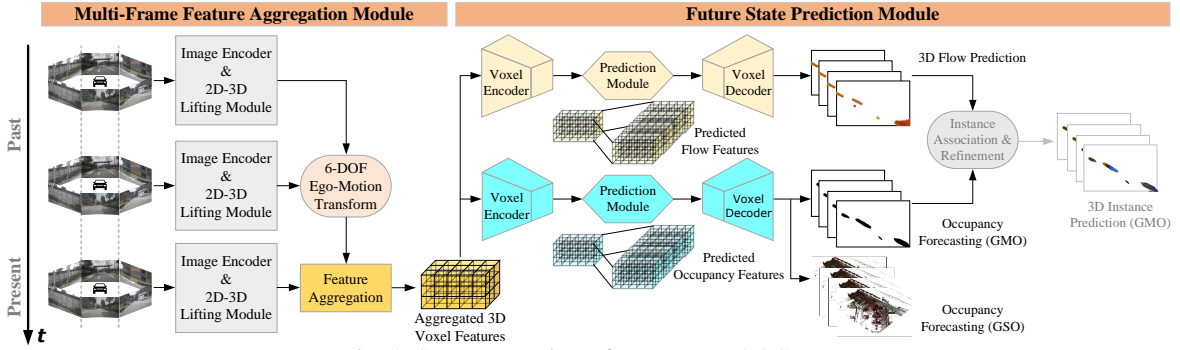 Multi-Frame Feature Aggregation Module
Future State Prediction Module
Past
Present
t
Image Encoder
&
2D-3D
Lifting Module
Image Encoder
&
2D-3D
Lifting Module
Image Encoder
&
2D-3D
Lifting Module
6-DOF
Ego-Motion
Transform
Feature
Aggregation
Aggregated 3D
Voxel Features
Voxel
Encoder
Prediction
Module
Voxel
Decoder
Predicted
Flow Features
3D Flow Prediction
Voxel
Encoder
Prediction
Module
Voxel
Decoder
Predicted
Occupancy Features
Occupancy
Forecasting (GMO)
Occupancy
Forecasting (GSO)
Instance
Association &
Refinement
3D Instance
Prediction (GMO)